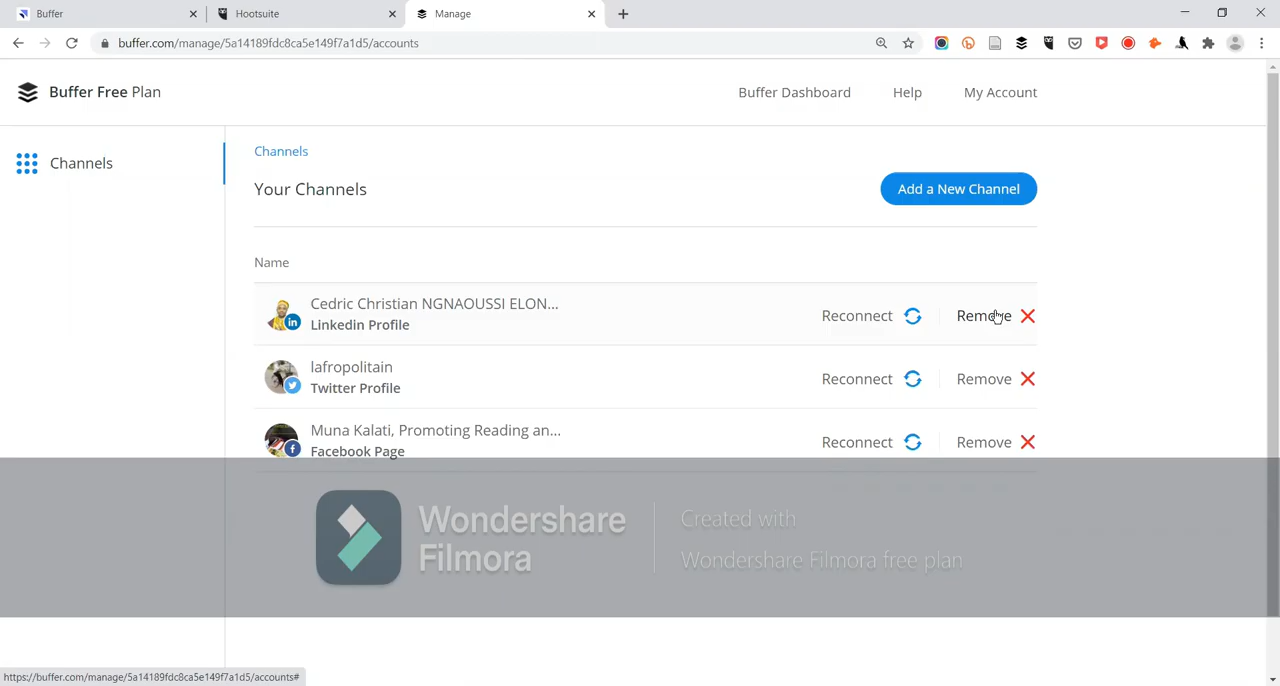 Buffer
Hootsuite
Manage
buffer.com/manage/5a14189fdc8ca5e149f7a1d5/accounts
Buffer Free Plan
Buffer Dashboard
Help
My Account
Channels
Channels
Your Channels
Add a New Channel
Name
Cedric Christian NGNAOUSSI ELON...
Linkedin Profile
Reconnect
Remove
lafropolitain
Twitter Profile
Reconnect
Remove
Muna Kalati, Promoting Reading an...
Facebook Page
Reconnect
Remove
Wondershare
Filmora
Created with
Wondershare Filmora free plan
https://buffer.com/manage/5a14189fdc8ca5e149f7a1d5/accounts#